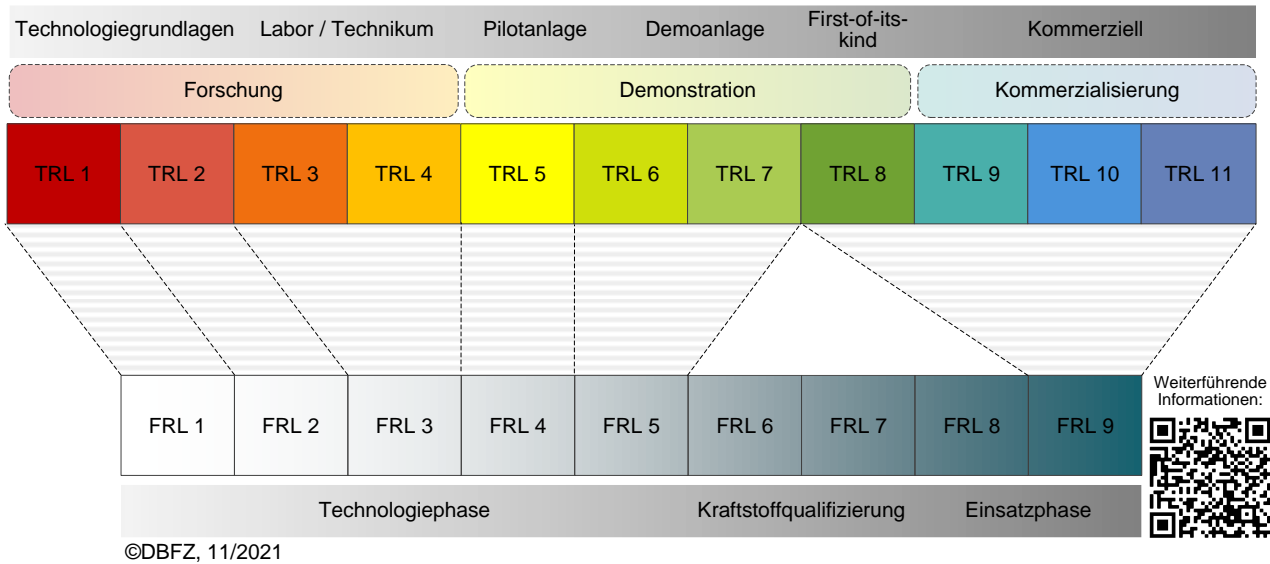 Technologiegrundlagen Labor / Technikum Pilotanlage Demoanlage First-of-its-
kind Kommerziell
Forschung Demonstration Kommerzialisierung
TRL 1 TRL 2 TRL 3 TRL 4 TRL 5 TRL 6 TRL 7 TRL 8 TRL 9 TRL 10 TRL 11
Weiterführende
Informationen:
FRL 1 FRL 2 FRL 3 FRL 4 FRL 5 FRL 6 FRL 7 FRL 8 FRL 9
Technologiephase Kraftstoffqualifizierung Einsatzphase
©DBFZ, 11/2021